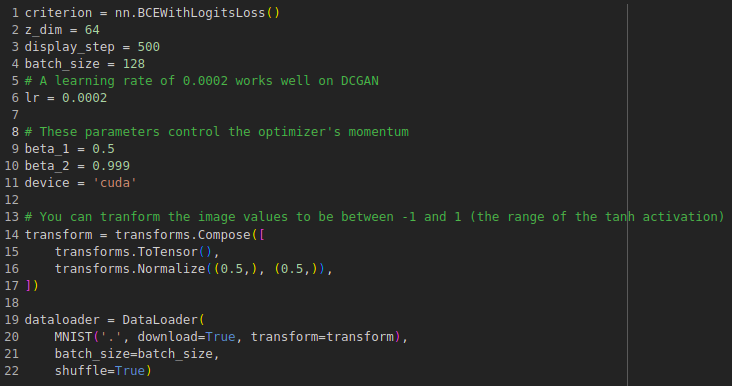 1 criterion = nn.BCEWithLogitsLoss()
2 z_dim = 64
3 display_step = 500
4 batch_size = 128
5 # A learning rate of 0.0002 works well on DCGAN
6 lr = 0.0002
7
8 # These parameters control the optimizer's momentum
9 beta_1 = 0.5
10 beta_2 = 0.999
11 device = 'cuda'
12
13 # You can tranform the image values to be between -1 and 1 (the range of the tanh activation)
14 transform = transforms.Compose([
15     transforms.ToTensor(),
16     transforms.Normalize((0.5,), (0.5,)),
17 ])
18
19 dataloader = DataLoader(
20     MNIST('.', download=True, transform=transform),
21     batch_size=batch_size,
22     shuffle=True)